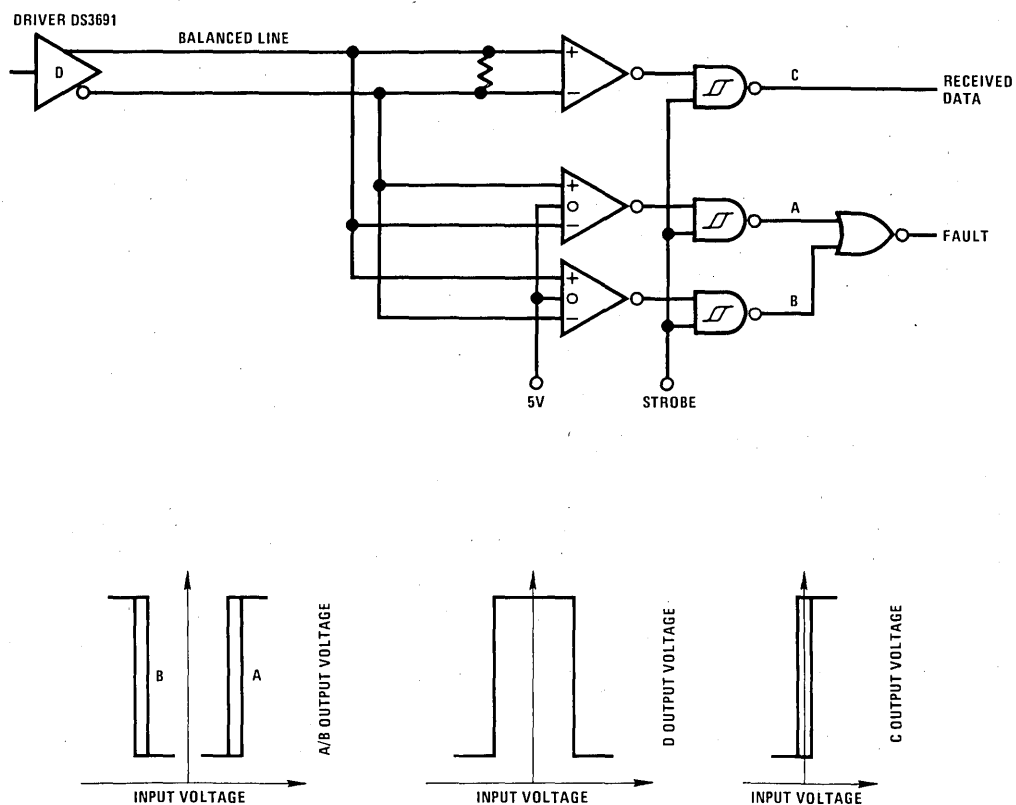 DRIVER DS3691
BALANCED LINE
D
+
−
C
RECEIVED
DATA
+
O
−
A
FAULT
+
O
−
B
5V
STROBE
B
A
A/B OUTPUT VOLTAGE
INPUT VOLTAGE
D OUTPUT VOLTAGE
INPUT VOLTAGE
C OUTPUT VOLTAGE
INPUT VOLTAGE